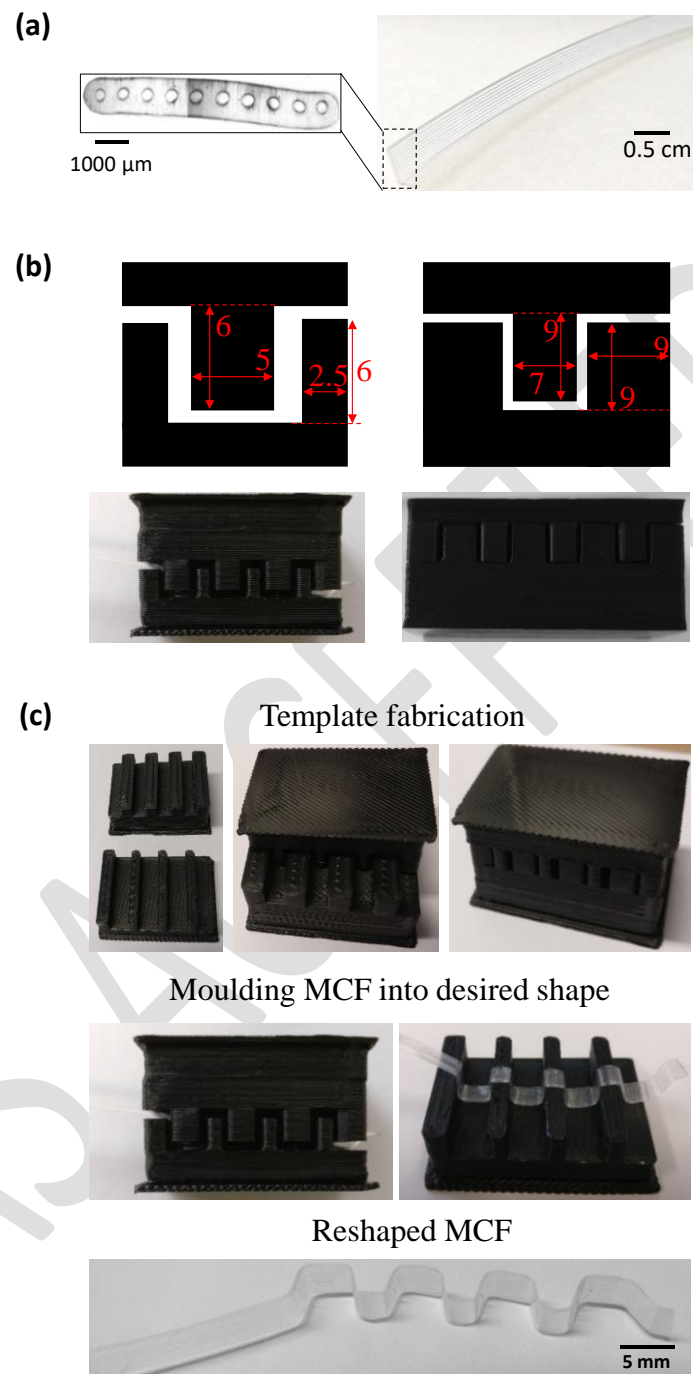 (a)
1000 µm
0.5 cm
(b)
6
5
2.5
6
9
7
9
9
(c)
Template fabrication
Moulding MCF into desired shape
Reshaped MCF
5 mm